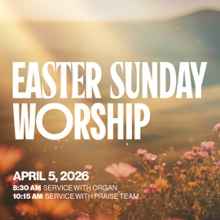 EASTER SUNDAY
WORSHIP
APRIL 5, 2026
8:30 AM SERVICE WITH ORGAN
10:15 AM SERVICE WITH PRAISE TEAM